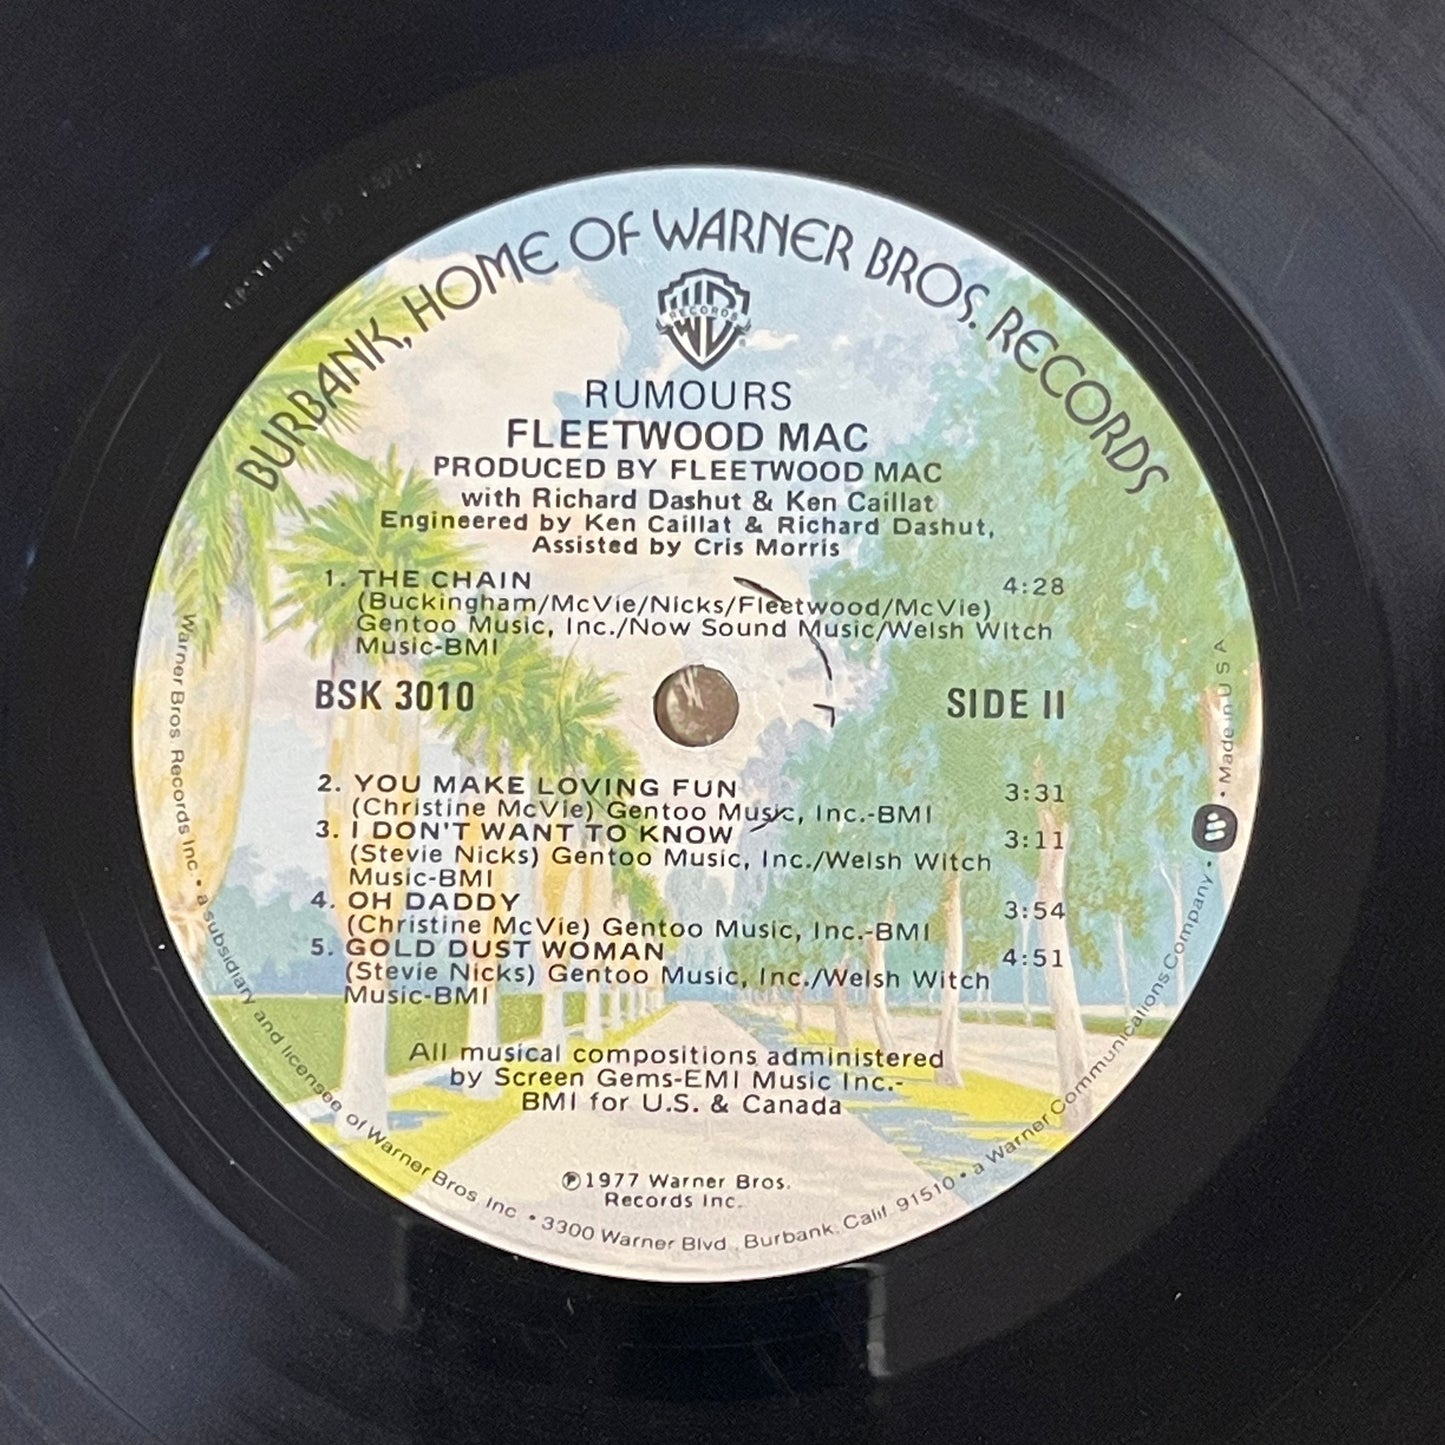 BURBANK, HOME OF WARNER BROS. RECORDS
WB
RECORDS
RUMOURS
FLEETWOOD MAC
PRODUCED BY FLEETWOOD MAC
with Richard Dashut & Ken Caillat
Engineered by Ken Caillat & Richard Dashut,
Assisted by Cris Morris
1. THE CHAIN 4:28
(Buckingham/McVie/Nicks/Fleetwood/McVie)
Gentoo Music, Inc./Now Sound Music/Welsh Witch
Music-BMI
BSK 3010 SIDE II
2. YOU MAKE LOVING FUN 3:31
(Christine McVie) Gentoo Music, Inc.-BMI
3. I DON'T WANT TO KNOW 3:11
(Stevie Nicks) Gentoo Music, Inc./Welsh Witch
Music-BMI
4. OH DADDY 3:54
(Christine McVie) Gentoo Music, Inc.-BMI
5. GOLD DUST WOMAN 4:51
(Stevie Nicks) Gentoo Music, Inc./Welsh Witch
Music-BMI
All musical compositions administered
by Screen Gems-EMI Music Inc.-
BMI for U.S. & Canada
℗1977 Warner Bros.
Records Inc.
Warner Bros Records Inc • a subsidiary and licensee of Warner Bros Inc • 3300 Warner Blvd, Burbank, Calif. 91510 • a Warner Communications Company • • Made in U S A